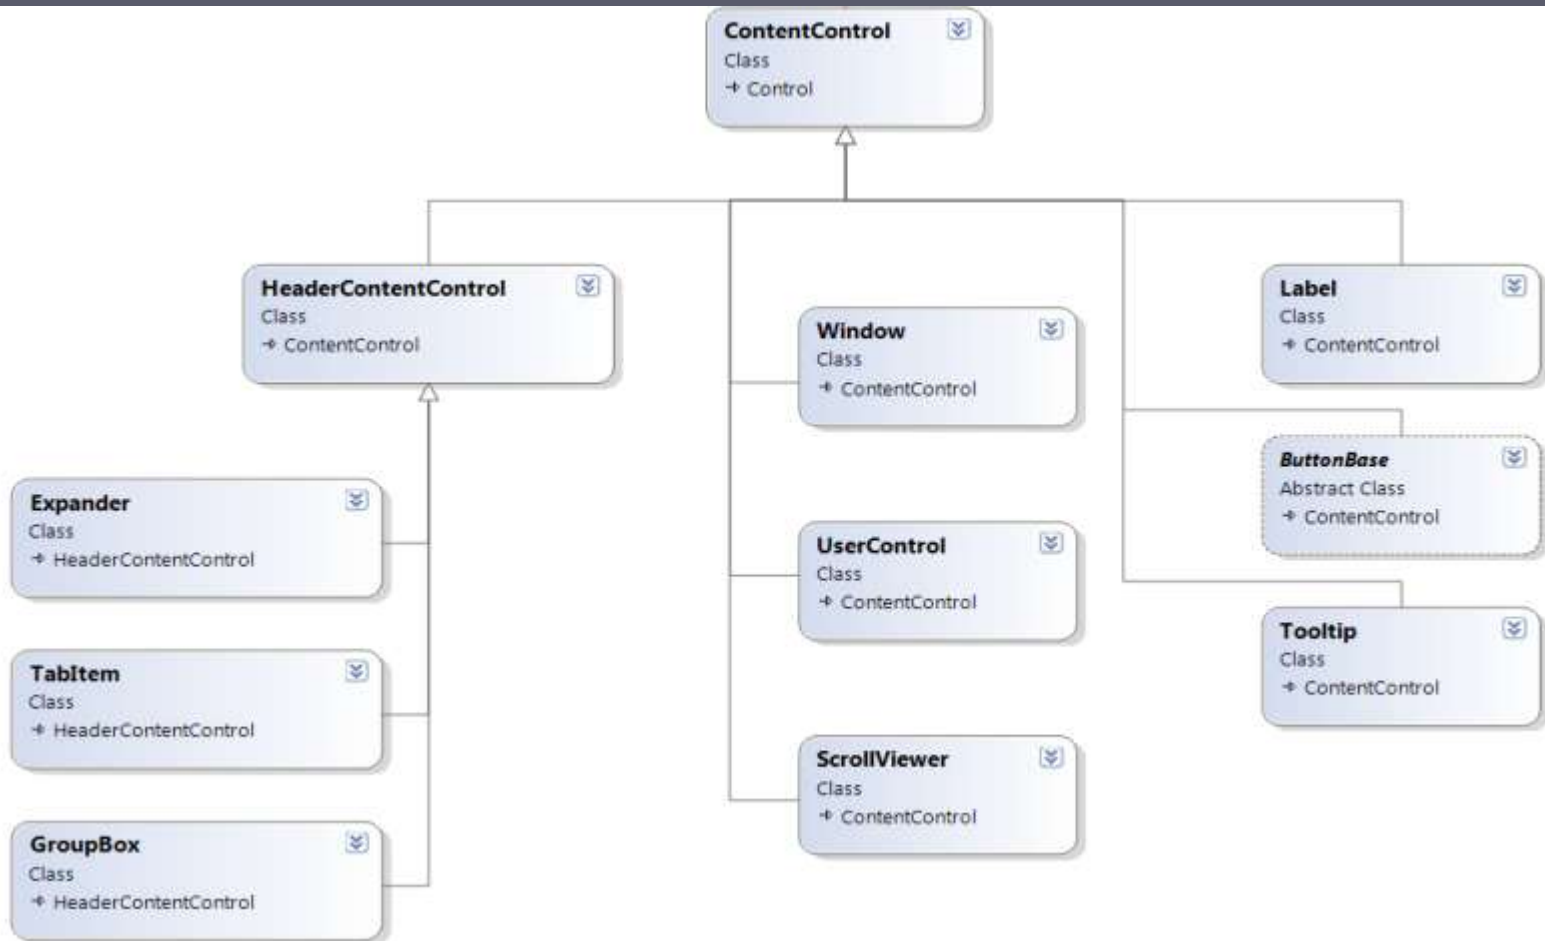 ContentControl
Class
Control
HeaderContentControl
Class
ContentControl
Window
Class
ContentControl
Label
Class
ContentControl
ButtonBase
Abstract Class
ContentControl
Expander
Class
HeaderContentControl
UserControl
Class
ContentControl
Tooltip
Class
ContentControl
TabItem
Class
HeaderContentControl
ScrollViewer
Class
ContentControl
GroupBox
Class
HeaderContentControl